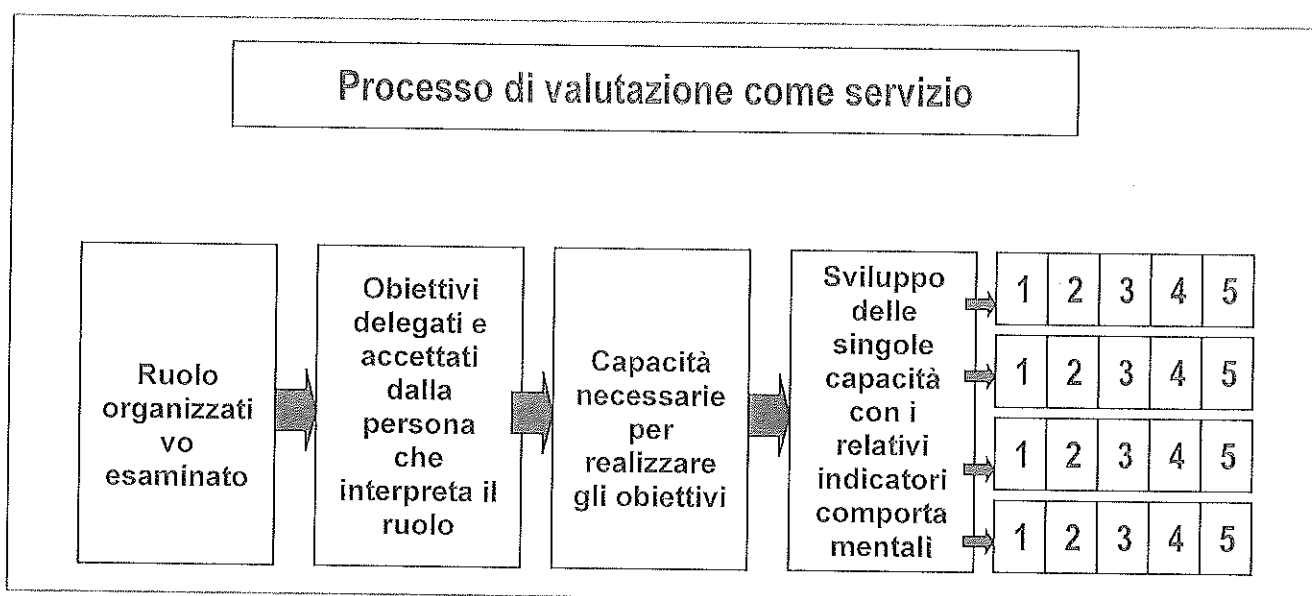 Processo di valutazione come servizio
Ruolo
organizzati
vo
esaminato
Obiettivi
delegati e
accettati
dalla
persona
che
interpreta il
ruolo
Capacità
necessarie
per
realizzare
gli obiettivi
Sviluppo
delle
singole
capacità
con i
relativi
indicatori
comporta
mentali
1 2 3 4 5
1 2 3 4 5
1 2 3 4 5
1 2 3 4 5